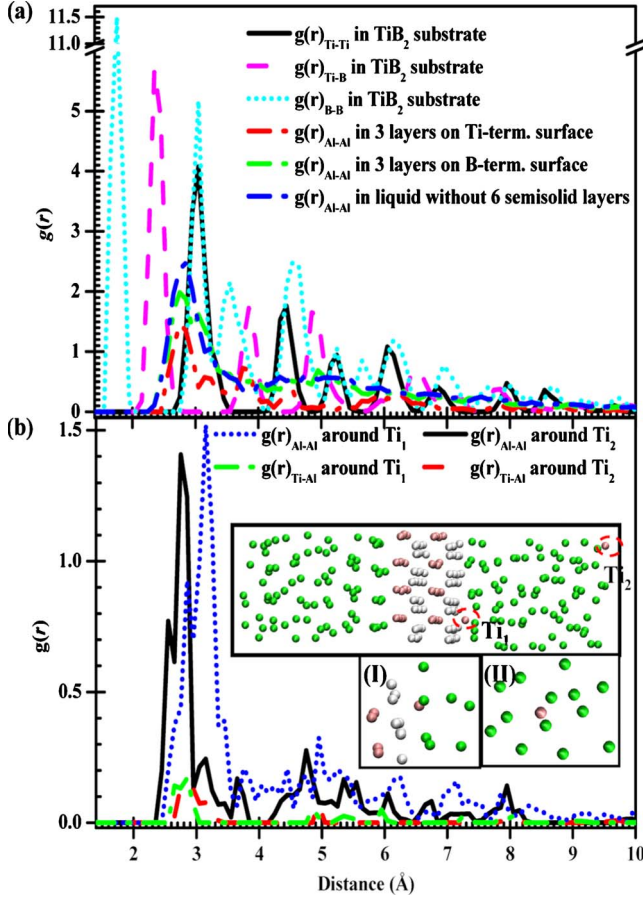 (a)
11.5
11.0
5
4
3
2
1
0
g(r)
g(r)Ti-Ti in TiB2 substrate
g(r)Ti-B in TiB2 substrate
g(r)B-B in TiB2 substrate
g(r)Al-Al in 3 layers on Ti-term. surface
g(r)Al-Al in 3 layers on B-term. surface
g(r)Al-Al in liquid without 6 semisolid layers
(b)
1.5
1.0
0.5
0.0
g(r)
g(r)Al-Al around Ti1 g(r)Al-Al around Ti2
g(r)Ti-Al around Ti1 g(r)Ti-Al around Ti2
Ti2
Ti1
(I) (II)
2 3 4 5 6 7 8 9 10
Distance (Å)